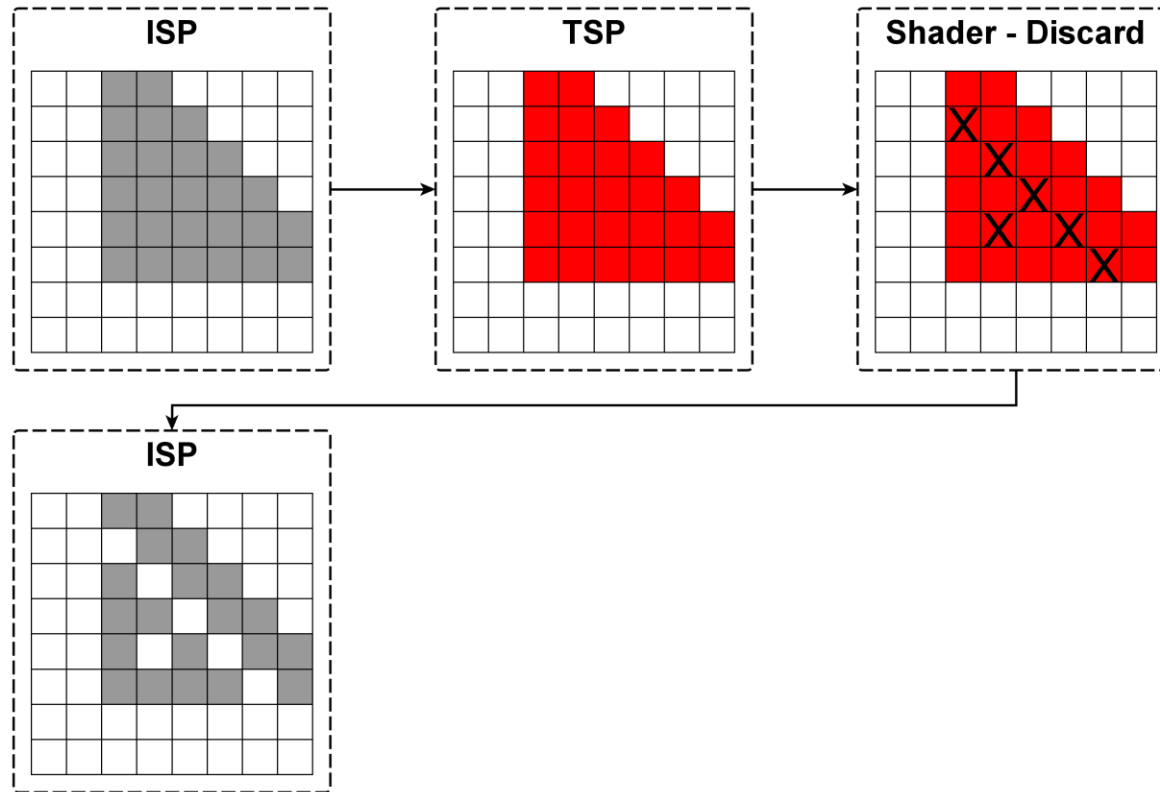 ISP
TSP
Shader - Discard
X
X
X
X X
X
ISP